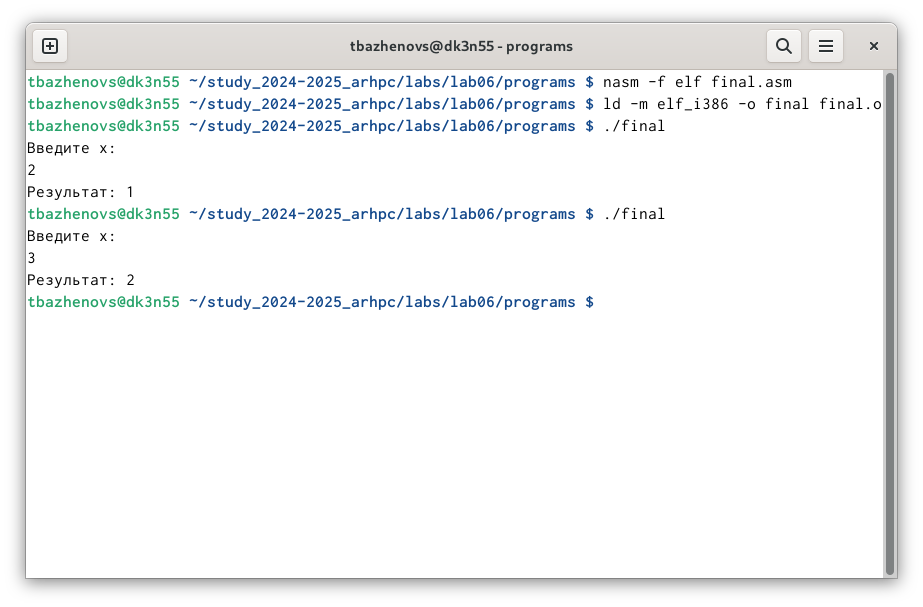 tbazhenovs@dk3n55 - programs
tbazhenovs@dk3n55 ~/study_2024-2025_arhpc/labs/lab06/programs $ nasm -f elf final.asm
tbazhenovs@dk3n55 ~/study_2024-2025_arhpc/labs/lab06/programs $ ld -m elf_i386 -o final final.o
tbazhenovs@dk3n55 ~/study_2024-2025_arhpc/labs/lab06/programs $ ./final
Введите x:
2
Результат: 1
tbazhenovs@dk3n55 ~/study_2024-2025_arhpc/labs/lab06/programs $ ./final
Введите x:
3
Результат: 2
tbazhenovs@dk3n55 ~/study_2024-2025_arhpc/labs/lab06/programs $